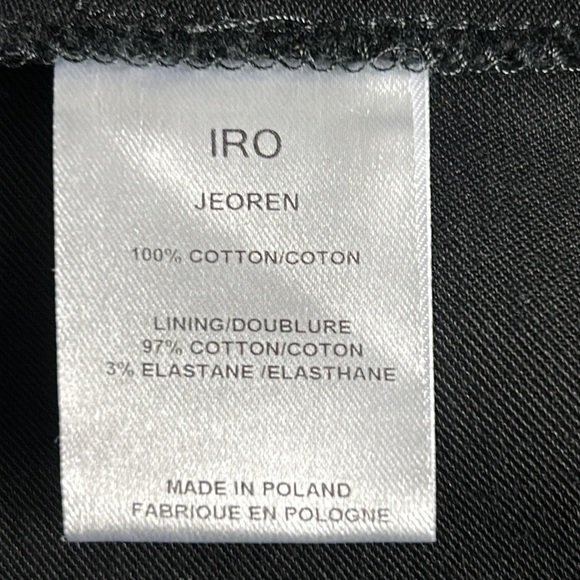 IRO
JEOREN
100% COTTON/COTON
LINING/DOUBLURE
97% COTTON/COTON
3% ELASTANE /ELASTHANE
MADE IN POLAND
FABRIQUE EN POLOGNE